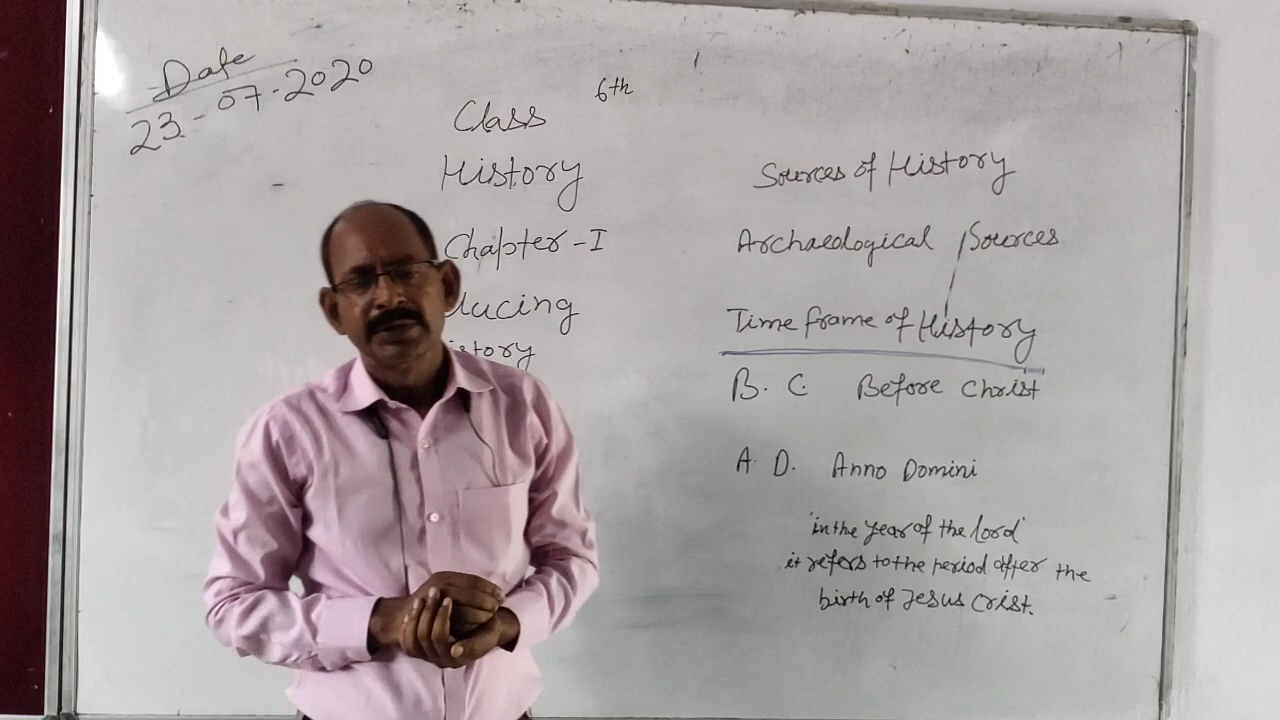 Date
23-07-2020
Class 6th
History
Chapter-I
ucing
istory
Sources of History
Archaeological Sources
Time frame of History
B. C. Before Christ
A. D. Anno Domini
'in the year of the lord'
it refers to the period after the
birth of Jesus Crist.